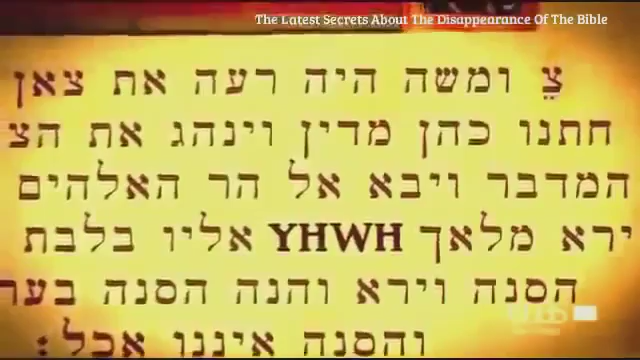 The Latest Secrets About The Disappearance Of The Bible
צֵ ומשה היה רעה את צאן
חתנו כהן מדין וינהג את הצ
המדבר ויבא אל הר האלהים
ירא מלאך YHWH אליו בלבת
הסנה וירא והנה הסנה בער
והסנה איננו אכל: